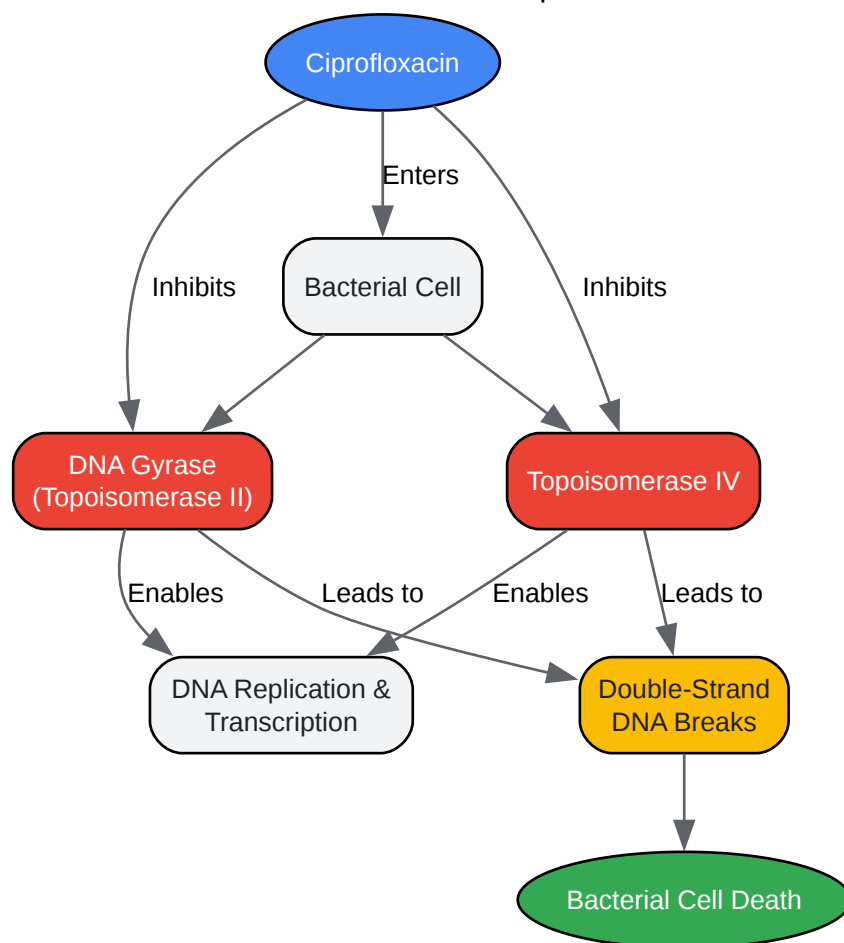 Ciprofloxacin
Enters
Inhibits
Bacterial Cell
Inhibits
DNA Gyrase
(Topoisomerase II)
Topoisomerase IV
Enables
Leads to
Enables
Leads to
DNA Replication &
Transcription
Double-Strand
DNA Breaks
Bacterial Cell Death